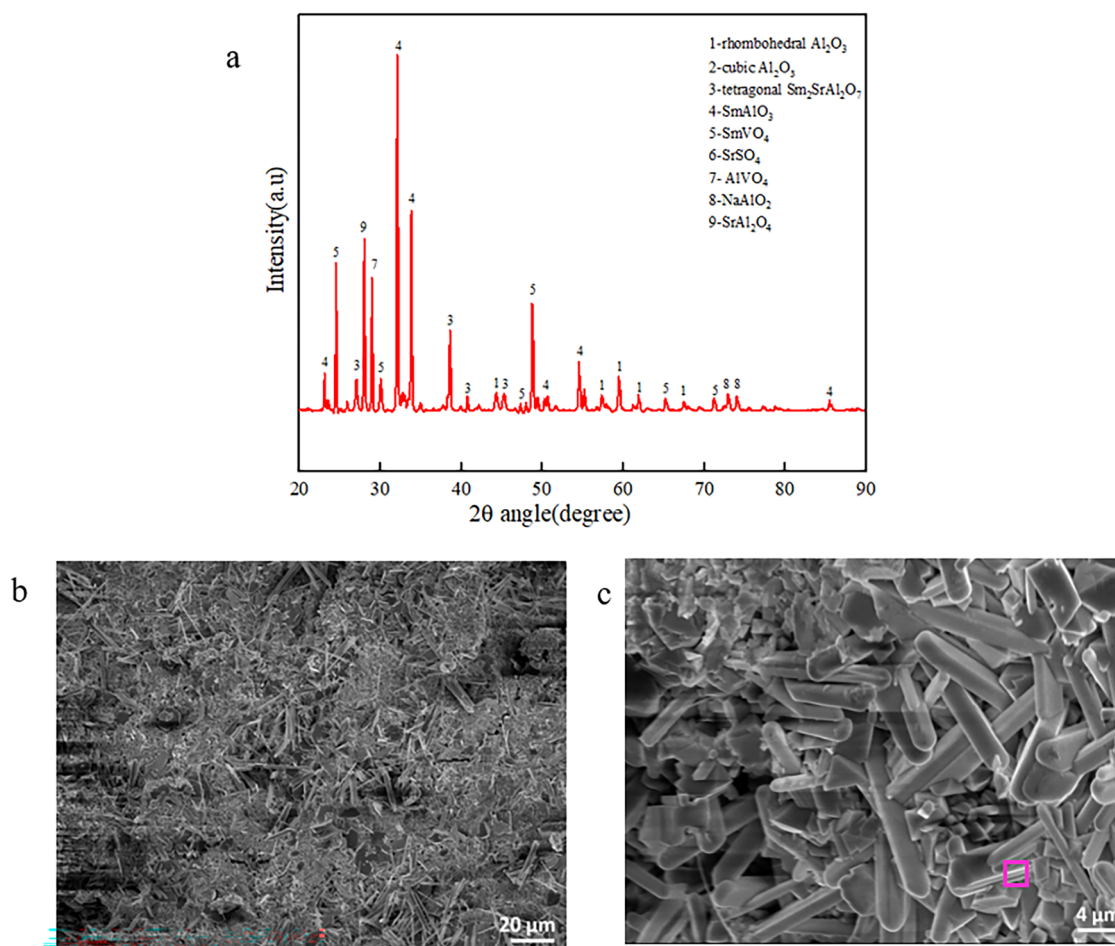 a
4
1-rhombohedral Al₂O₃
2-cubic Al₂O₃
3-tetragonal Sm₂SrAl₂O₇
4-SmAlO₃
5-SmVO₄
6-SrSO₄
7- AlVO₄
8-NaAlO₂
9-SrAl₂O₄
Intensity(a.u)
4
9
5
7
5
3
4
3
5
3
1
3
5
4
4
1
1
1
5
1
5
8
8
4
20 30 40 50 60 70 80 90
2θ angle(degree)
b
20 μm
c
4 μm